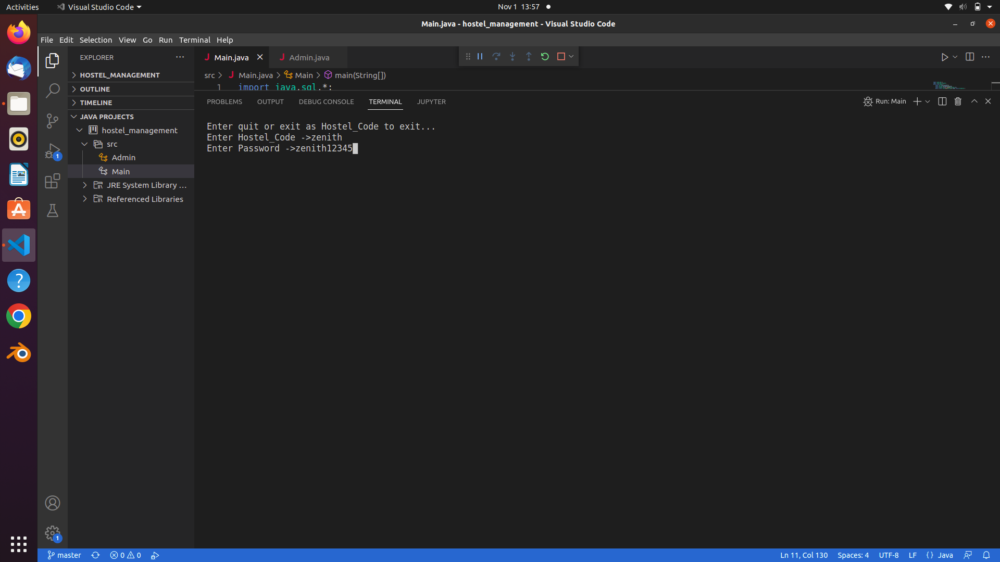 Activities
Visual Studio Code
Nov 1 13:57
Main.java - hostel_management - Visual Studio Code
File Edit Selection View Go Run Terminal Help
EXPLORER
HOSTEL_MANAGEMENT
OUTLINE
TIMELINE
JAVA PROJECTS
hostel_management
src
Admin
Main
JRE System Library ...
Referenced Libraries
1
1
Main.java
Admin.java
src > Main.java > Main > main(String[])
1 import java.sql.*;
PROBLEMS OUTPUT DEBUG CONSOLE TERMINAL JUPYTER
Run: Main
Enter quit or exit as Hostel_Code to exit...
Enter Hostel_Code ->zenith
Enter Password ->zenith12345
master 0 0
Ln 11, Col 130 Spaces: 4 UTF-8 LF {} Java